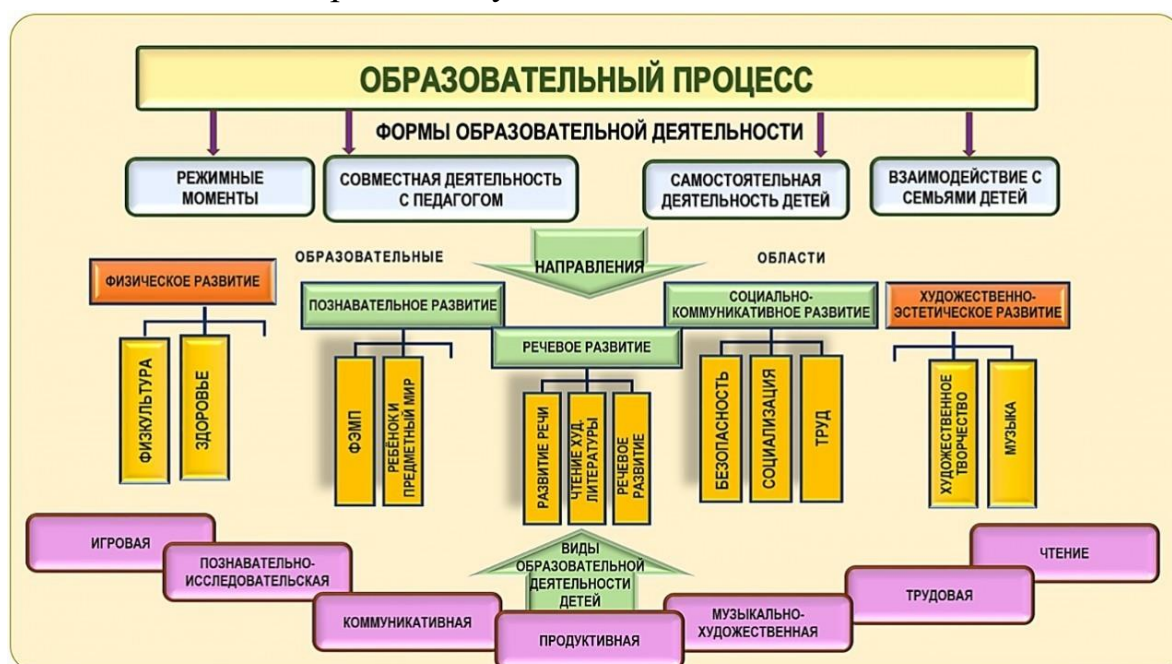 ОБРАЗОВАТЕЛЬНЫЙ ПРОЦЕСС
ФОРМЫ ОБРАЗОВАТЕЛЬНОЙ ДЕЯТЕЛЬНОСТИ
РЕЖИМНЫЕ
МОМЕНТЫ
СОВМЕСТНАЯ ДЕЯТЕЛЬНОСТЬ
С ПЕДАГОГОМ
САМОСТОЯТЕЛЬНАЯ
ДЕЯТЕЛЬНОСТЬ ДЕТЕЙ
ВЗАИМОДЕЙСТВИЕ С
СЕМЬЯМИ ДЕТЕЙ
ОБРАЗОВАТЕЛЬНЫЕ
НАПРАВЛЕНИЯ
ОБЛАСТИ
ФИЗИЧЕСКОЕ РАЗВИТИЕ
ФИЗКУЛЬТУРА
ЗДОРОВЬЕ
ПОЗНАВАТЕЛЬНОЕ РАЗВИТИЕ
ФЭМП
РЕБЁНОК И
ПРЕДМЕТНЫЙ МИР
РЕЧЕВОЕ РАЗВИТИЕ
РАЗВИТИЕ РЕЧИ
ЧТЕНИЕ ХУД.
ЛИТЕРАТУРЫ
РЕЧЕВОЕ
РАЗВИТИЕ
СОЦИАЛЬНО-
КОММУНИКАТИВНОЕ РАЗВИТИЕ
БЕЗОПАСНОСТЬ
СОЦИАЛИЗАЦИЯ
ТРУД
ХУДОЖЕСТВЕННО-
ЭСТЕТИЧЕСКОЕ РАЗВИТИЕ
ХУДОЖЕСТВЕННОЕ
ТВОРЧЕСТВО
МУЗЫКА
ВИДЫ
ОБРАЗОВАТЕЛЬНОЙ
ДЕЯТЕЛЬНОСТИ
ДЕТЕЙ
ИГРОВАЯ
ПОЗНАВАТЕЛЬНО-
ИССЛЕДОВАТЕЛЬСКАЯ
КОММУНИКАТИВНАЯ
ПРОДУКТИВНАЯ
МУЗЫКАЛЬНО-
ХУДОЖЕСТВЕННАЯ
ТРУДОВАЯ
ЧТЕНИЕ